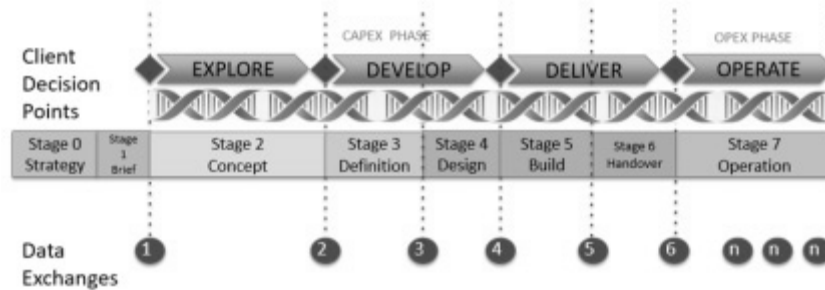 CAPEX PHASE
OPEX PHASE
Client
Decision
Points
EXPLORE
DEVELOP
DELIVER
OPERATE
Stage 0
Strategy
Stage
1
Brief
Stage 2
Concept
Stage 3
Definition
Stage 4
Design
Stage 5
Build
Stage 6
Handover
Stage 7
Operation
Data
Exchanges
1
2
3
4
5
6
n
n
n